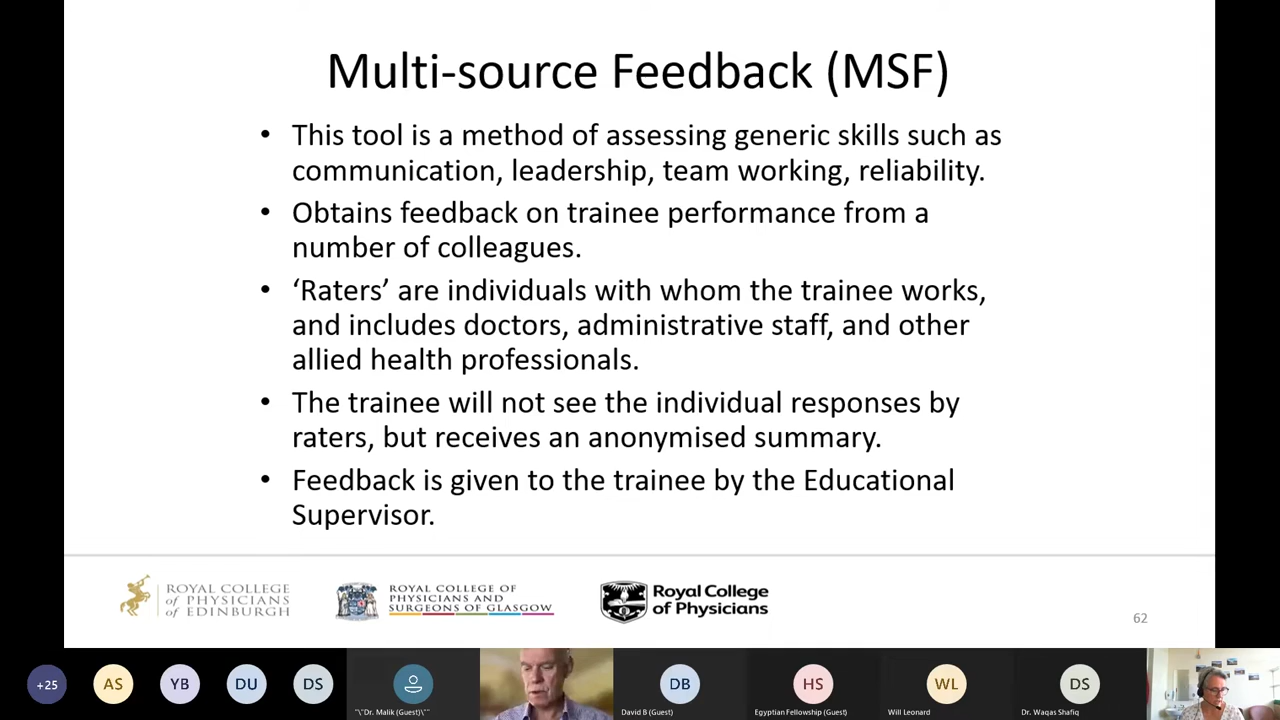 Multi-source Feedback (MSF)
• This tool is a method of assessing generic skills such as
communication, leadership, team working, reliability.
• Obtains feedback on trainee performance from a
number of colleagues.
• ‘Raters’ are individuals with whom the trainee works,
and includes doctors, administrative staff, and other
allied health professionals.
• The trainee will not see the individual responses by
raters, but receives an anonymised summary.
• Feedback is given to the trainee by the Educational
Supervisor.
ROYAL COLLEGE
of PHYSICIANS
of EDINBURGH
ROYAL COLLEGE OF
PHYSICIANS AND
SURGEONS OF GLASGOW
Royal College
of Physicians
62
+25
AS
YB
DU
DS
"\"Dr. Malik (Guest)\""
DB
David B (Guest)
HS
Egyptian Fellowship (Guest)
WL
Will Leonard
DS
Dr. Waqas Shafiq